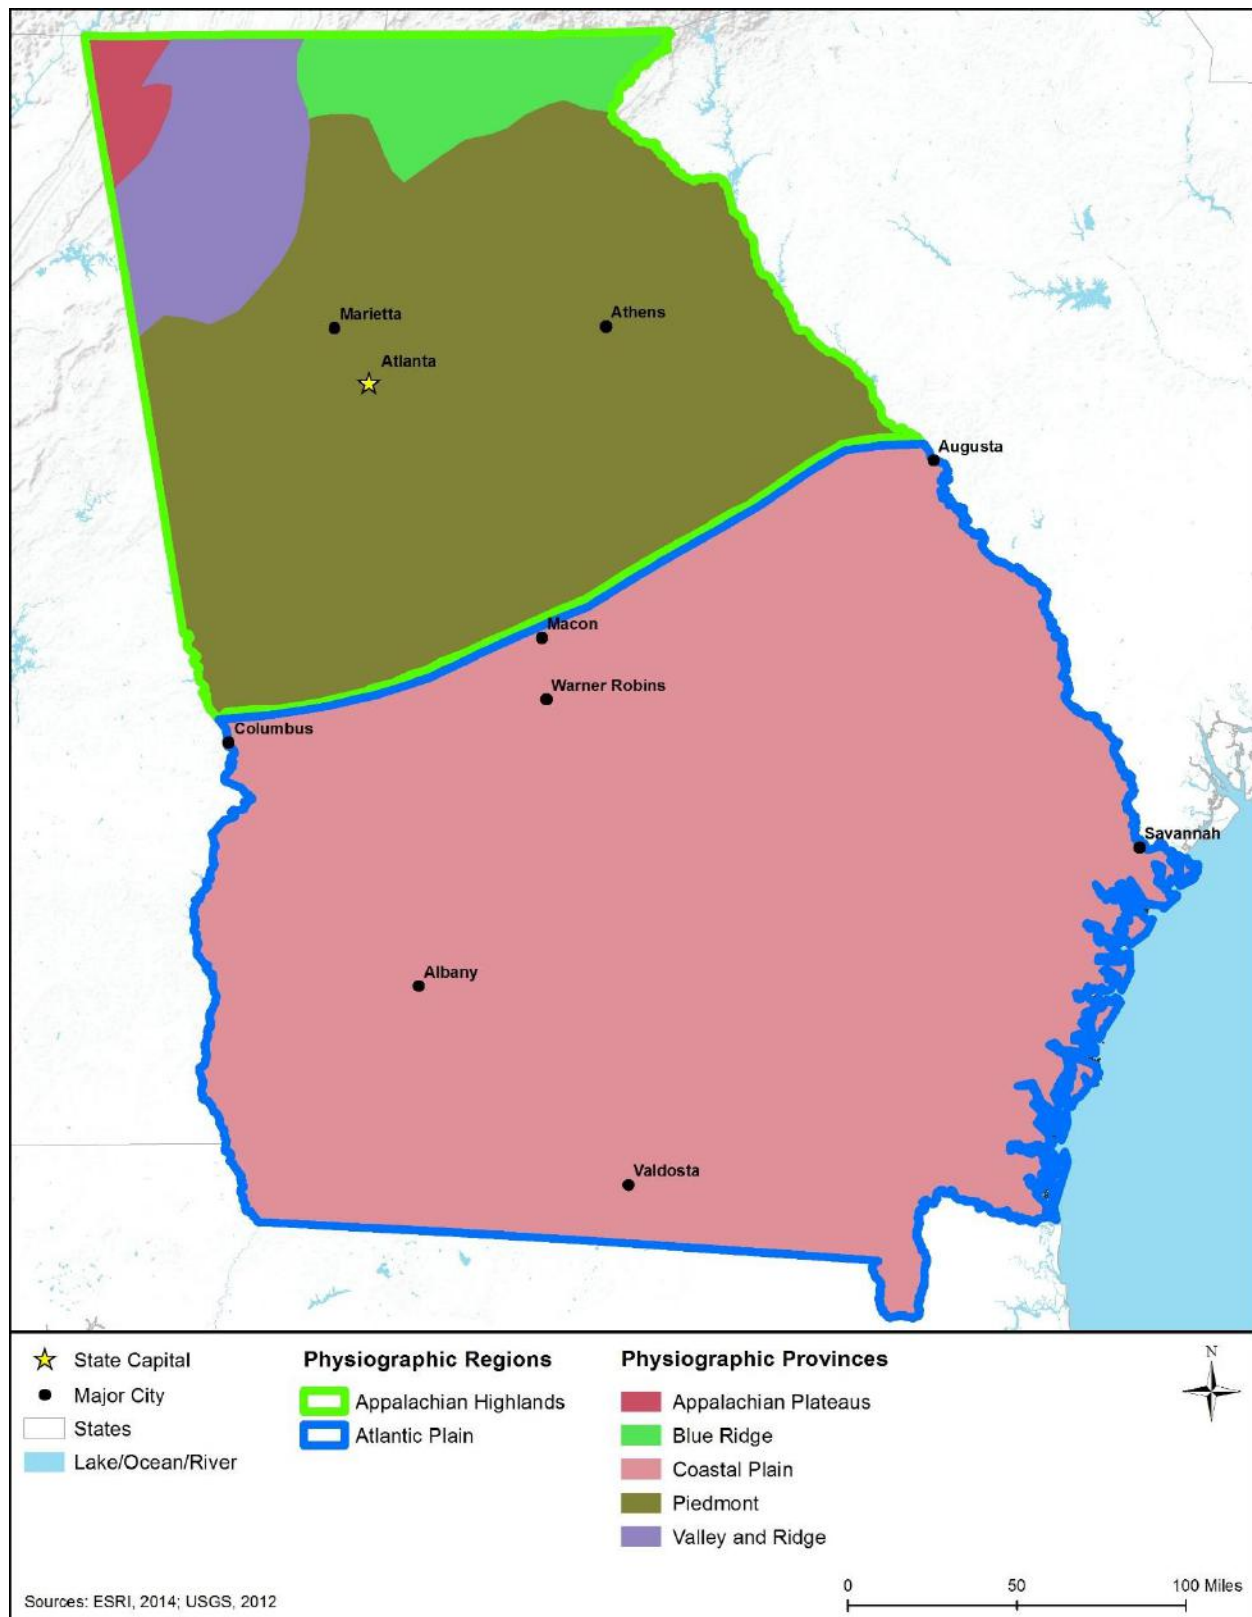 Marietta
Athens
Atlanta
Augusta
Macon
Warner Robins
Columbus
Savannah
Albany
Valdosta
State Capital
Major City
States
Lake/Ocean/River
Physiographic Regions
Appalachian Highlands
Atlantic Plain
Physiographic Provinces
Appalachian Plateaus
Blue Ridge
Coastal Plain
Piedmont
Valley and Ridge
N
0 50 100 Miles
Sources: ESRI, 2014; USGS, 2012